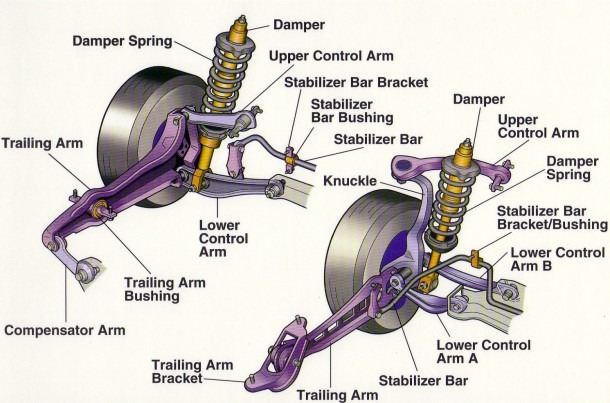 Damper
Damper Spring
Upper Control Arm
Stabilizer Bar Bracket
Stabilizer
Bar Bushing
Stabilizer Bar
Trailing Arm
Lower
Control
Arm
Trailing Arm
Bushing
Compensator Arm
Damper
Upper
Control Arm
Damper
Spring
Knuckle
Stabilizer Bar
Bracket/Bushing
Lower Control
Arm B
Lower Control
Arm A
Stabilizer Bar
Trailing Arm
Bracket
Trailing Arm